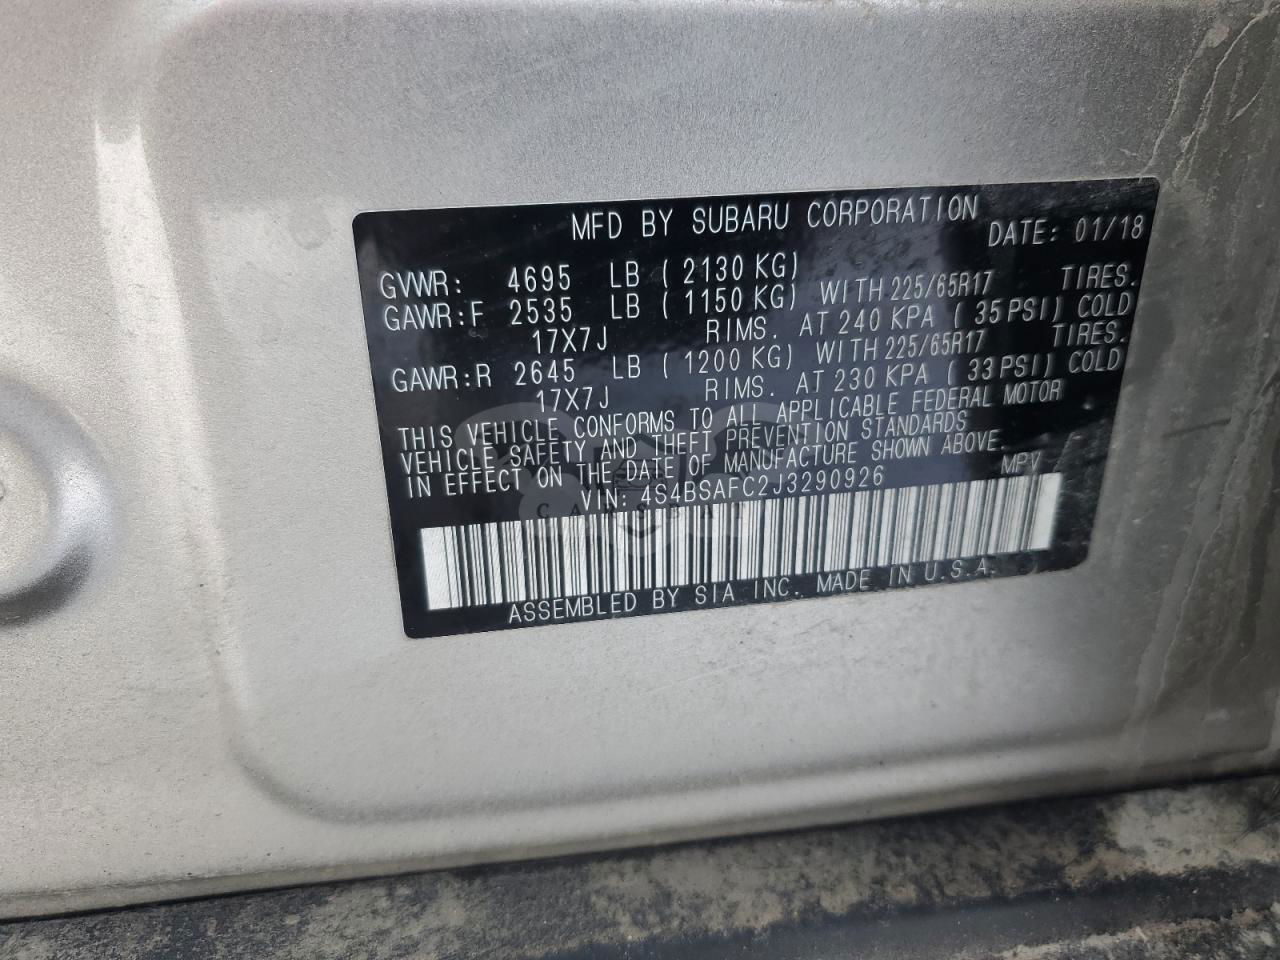 MFD BY SUBARU CORPORATION
DATE: 01/18
GVWR: 4695 LB ( 2130 KG)
GAWR:F 2535 LB ( 1150 KG) WITH 225/65R17 TIRES.
17X7J RIMS. AT 240 KPA ( 35 PSI) COLD
GAWR:R 2645 LB ( 1200 KG) WITH 225/65R17 TIRES.
17X7J RIMS. AT 230 KPA ( 33 PSI) COLD
THIS VEHICLE CONFORMS TO ALL APPLICABLE FEDERAL MOTOR
VEHICLE SAFETY AND THEFT PREVENTION STANDARDS
IN EFFECT ON THE DATE OF MANUFACTURE SHOWN ABOVE.
VIN: 4S4BSAFC2J3290926 MPV
ASSEMBLED BY SIA INC. MADE IN U.S.A.